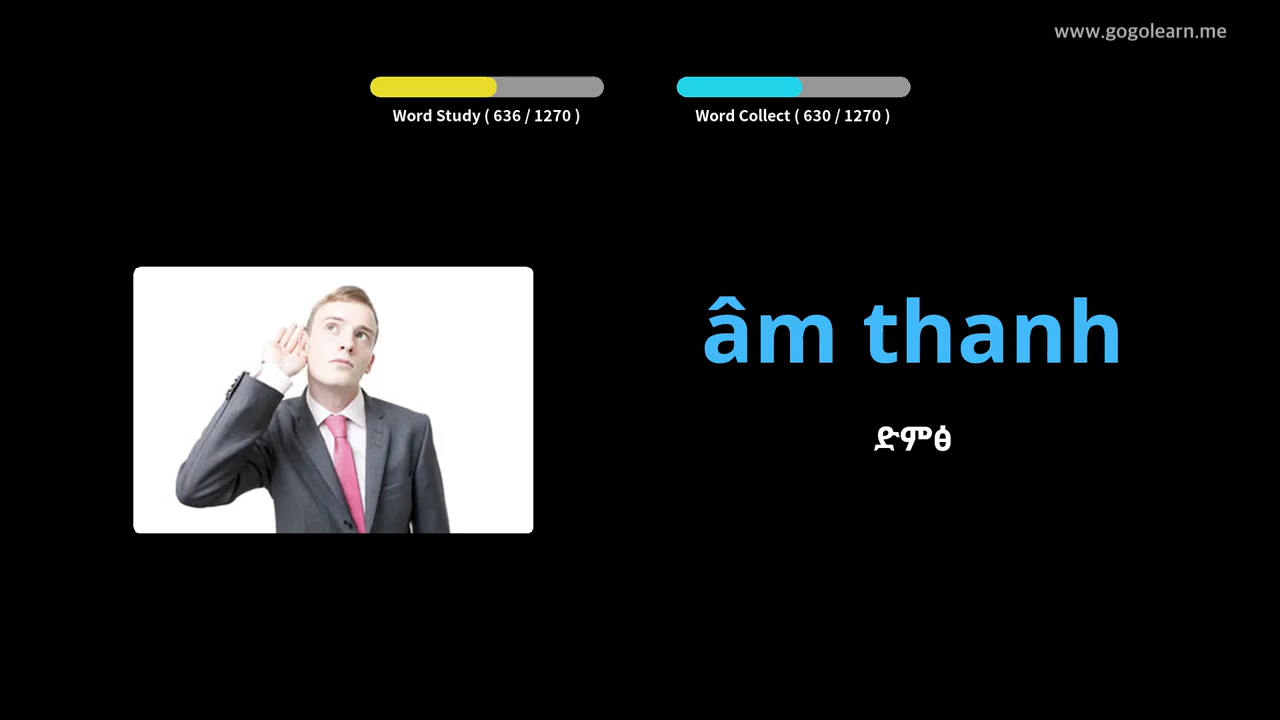 www.gogolearn.me
Word Study ( 636 / 1270 )
Word Collect ( 630 / 1270 )
âm thanh
ድምፅ